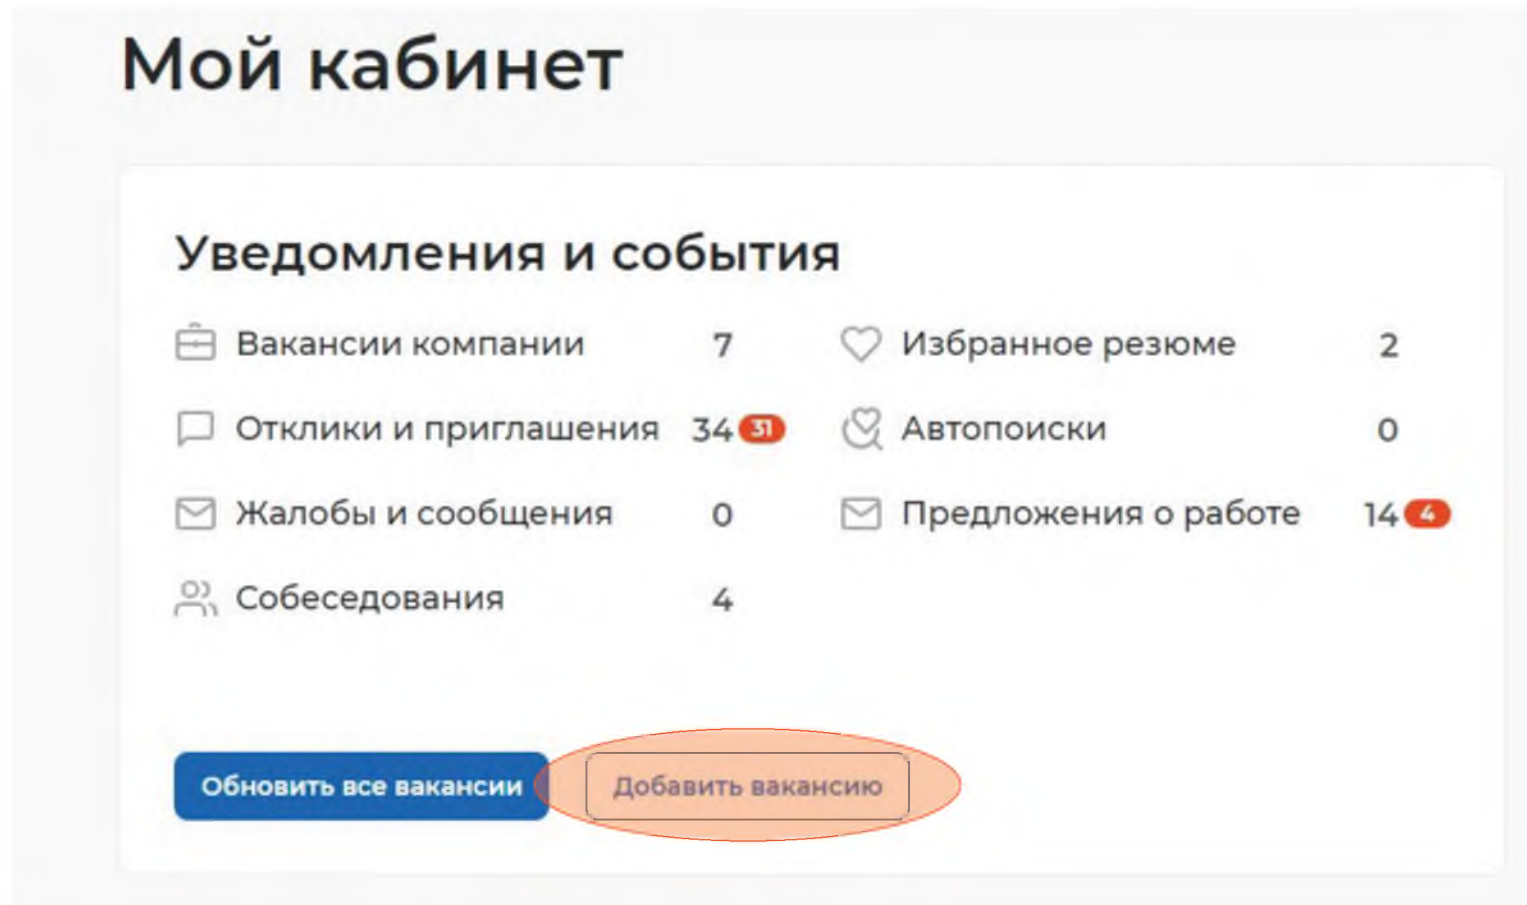 Мой кабинет
Уведомления и события
Вакансии компании 7
Избранное резюме 2
Отклики и приглашения 34 31
Автопоиски 0
Жалобы и сообщения 0
Предложения о работе 14 4
Собеседования 4
Обновить все вакансии
Добавить вакансию